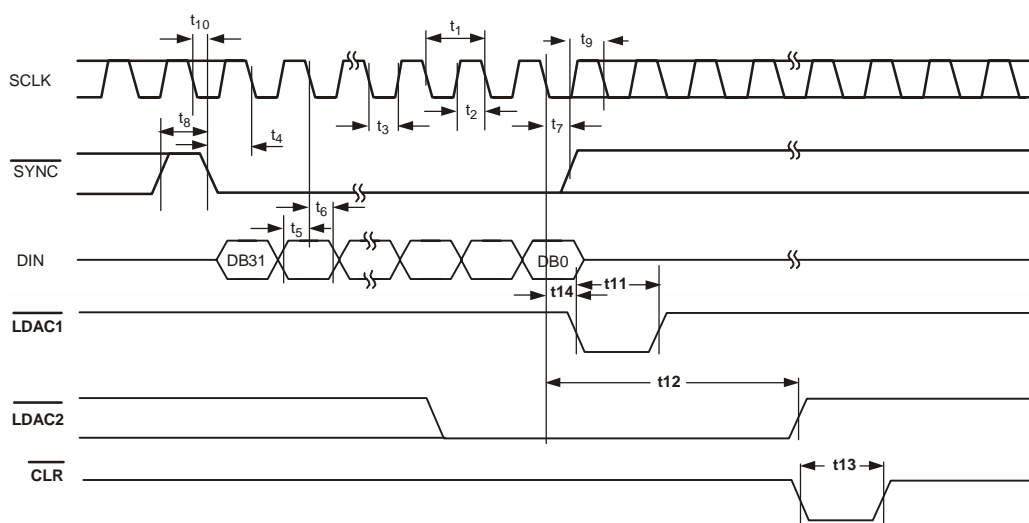 t10
t1
t9
SCLK
t8
t4
t3
t2
t7
SYNC
t6
t5
DIN
DB31
DB0
t14
t11
LDAC1
t12
LDAC2
t13
CLR